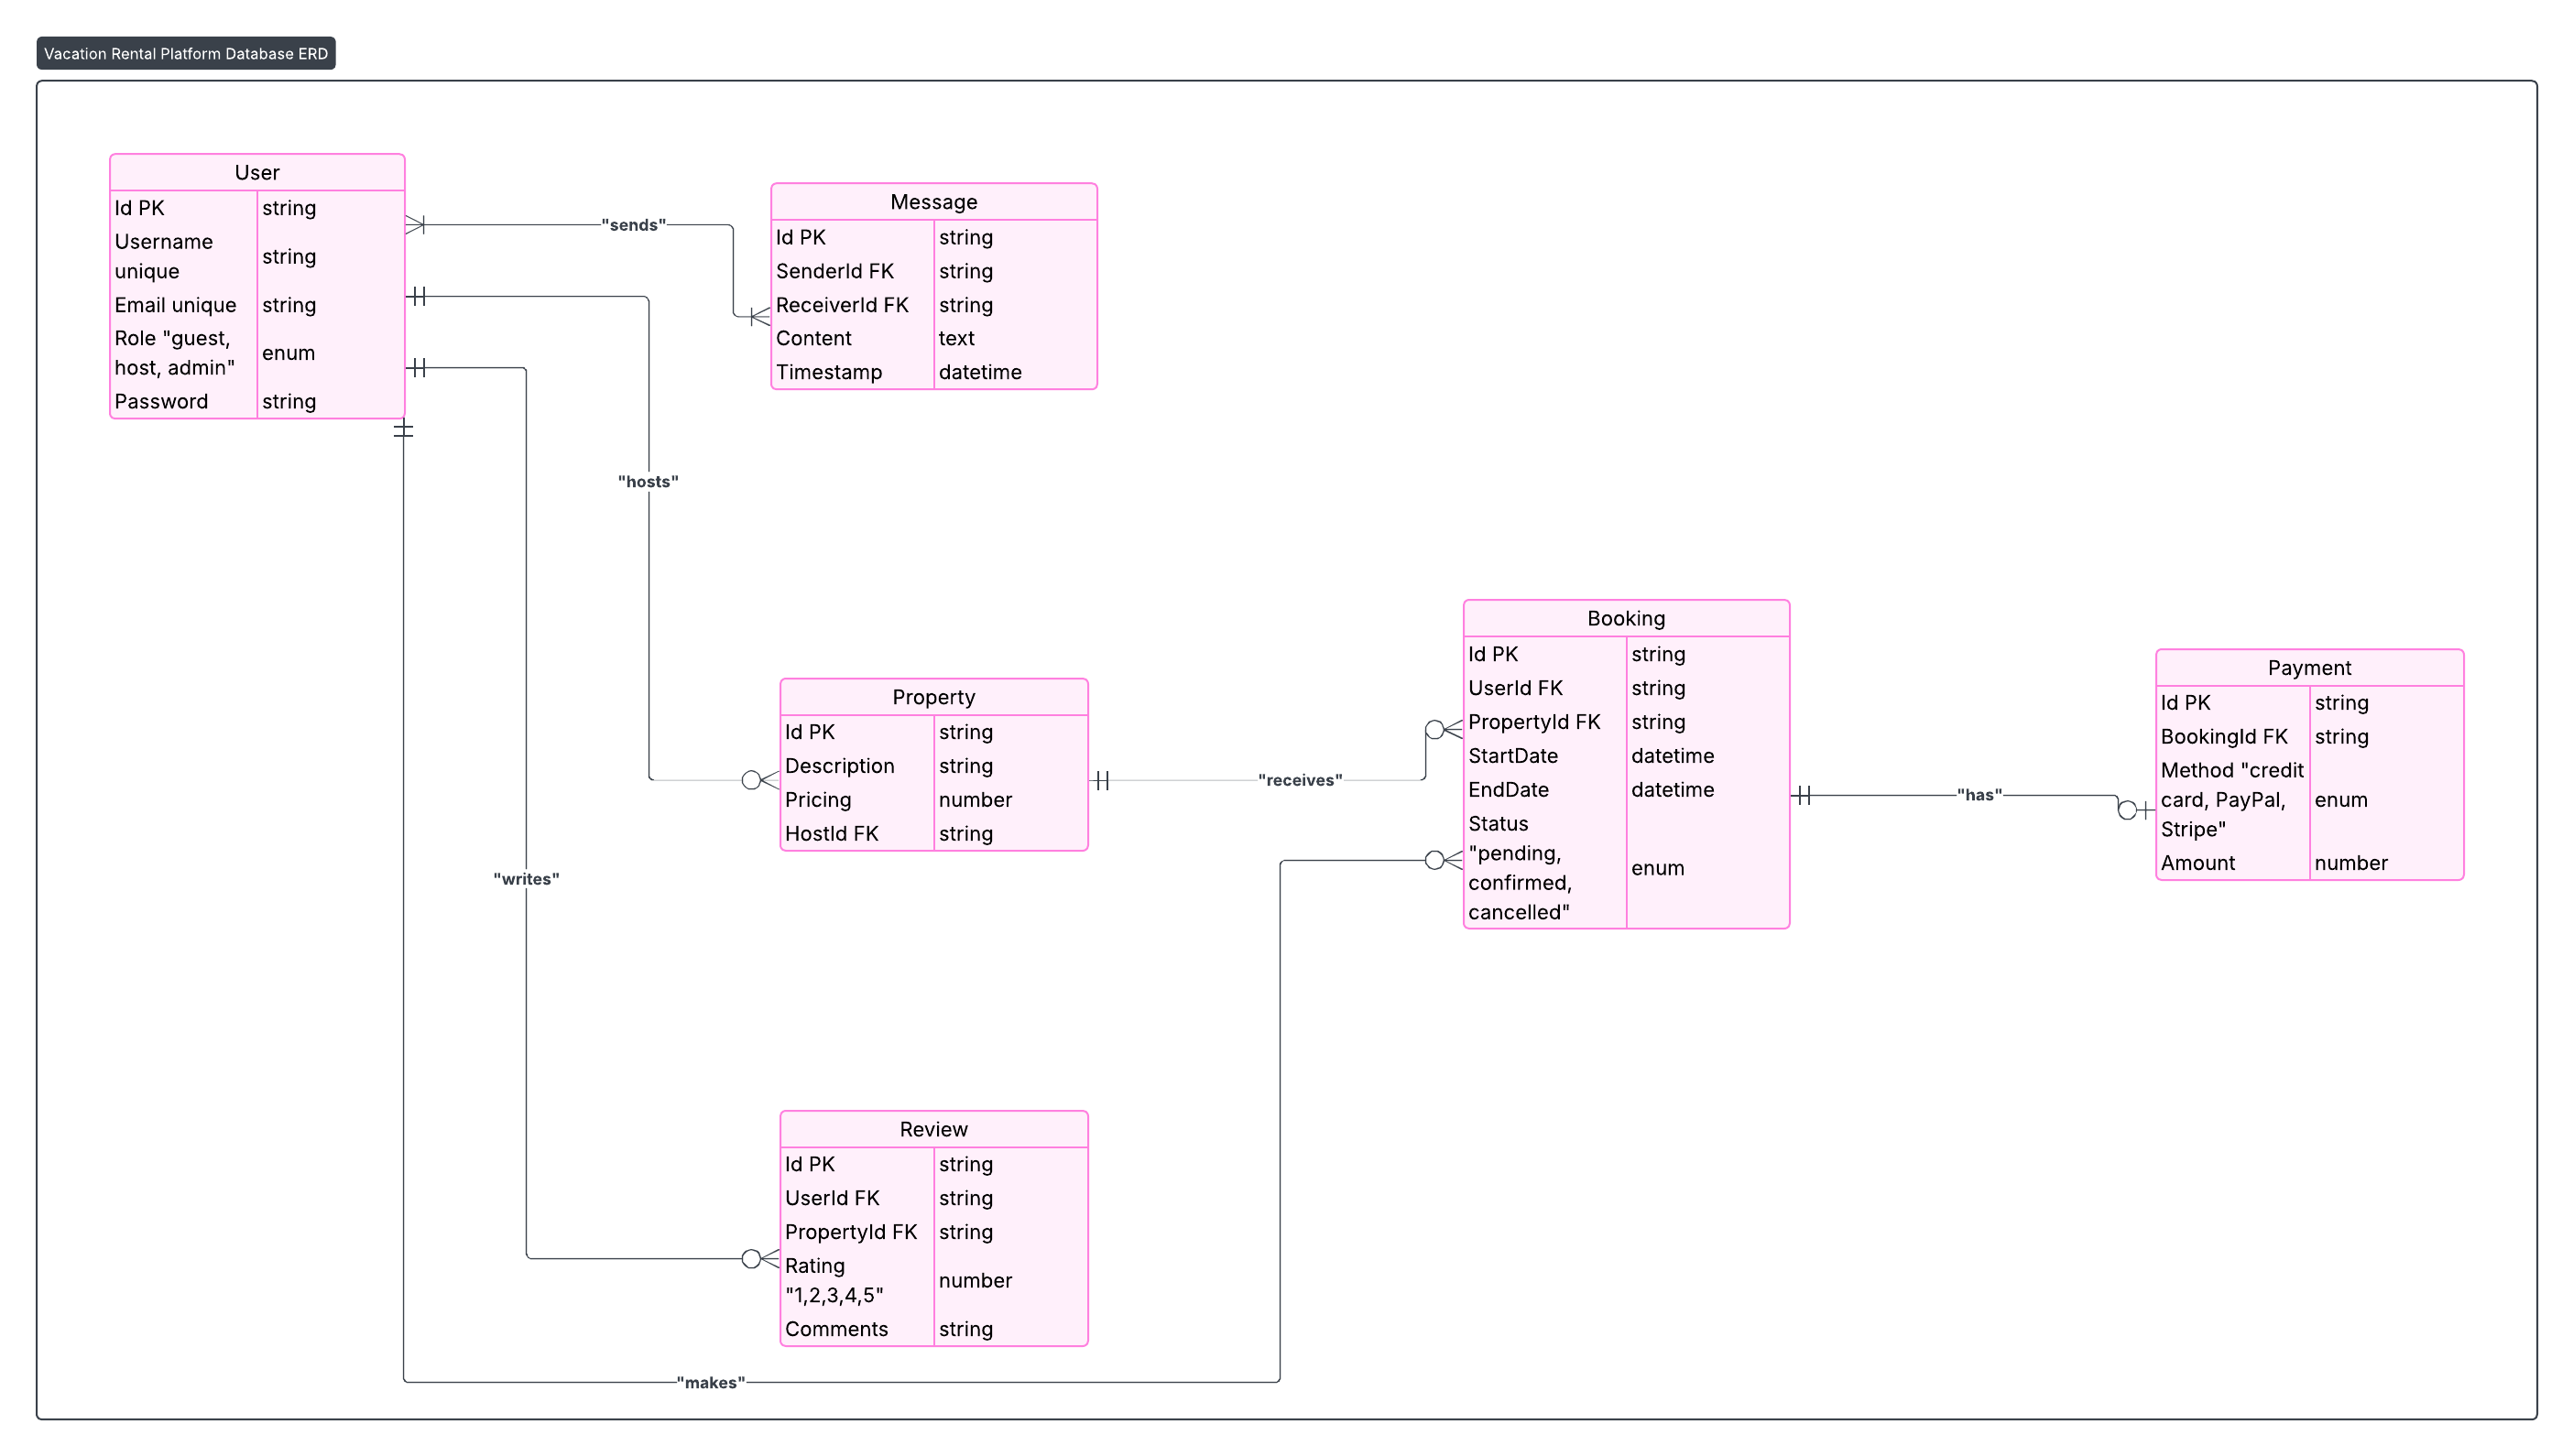 Vacation Rental Platform Database ERD
User
Id PK string
Username
unique string
Email unique string
Role "guest,
host, admin" enum
Password string
"sends"
Message
Id PK string
SenderId FK string
ReceiverId FK string
Content text
Timestamp datetime
"hosts"
Property
Id PK string
Description string
Pricing number
HostId FK string
"receives"
Booking
Id PK string
UserId FK string
PropertyId FK string
StartDate datetime
EndDate datetime
Status
"pending,
confirmed,
cancelled"
enum
"has"
Payment
Id PK string
BookingId FK string
Method "credit
card, PayPal,
Stripe"
enum
Amount number
"writes"
Review
Id PK string
UserId FK string
PropertyId FK string
Rating
"1,2,3,4,5"
number
Comments string
"makes"